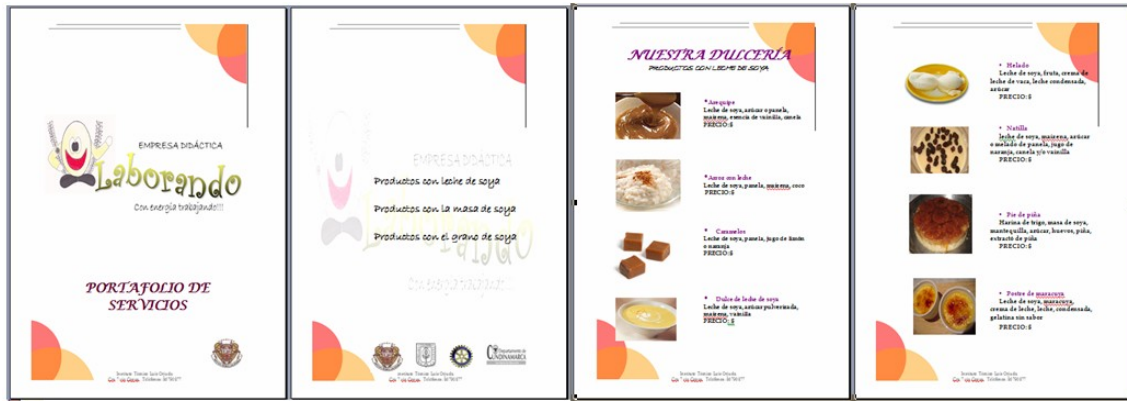 EMPRESA DIDÁCTICA
Laborando
Con energía trabajando!!!
PORTAFOLIO DE
SERVICIOS
EMPRESA DIDÁCTICA
Laborando
Productos con leche de soya
Productos con la masa de soya
Productos con el grano de soya
Con energía trabajando!!!
Departamento de
CUNDINAMARCA
NUESTRA DULCERÍA
PRODUCTOS CON LECHE DE SOYA
• Arequipe
Leche de soya, azúcar o panela,
maizena, esencia de vainilla, canela
PRECIO:$
• Arroz con leche
Leche de soya, panela, maizena, coco
PRECIO:$
• Caramelos
Leche de soya, panela, jugo de limón
o naranja
PRECIO:$
• Dulce de leche de soya
Leche de soya, azúcar pulverizada,
maizena, vainilla
PRECIO: $
• Helado
Leche de soya, fruta, crema de
leche de vaca, leche condensada,
azúcar
PRECIO:$
• Natilla
leche de soya, maizena, azúcar
o melado de panela, jugo de
naranja, canela y/o vainilla
• Pie de piña
Harina de trigo, masa de soya,
mantequilla, azúcar, huevos, piña,
extracto de piña
PRECIO:$
• Postre de maracuya
Leche de soya, maracuya,
crema de leche, leche, condensada,
gelatina sin sabor
PRECIO:$